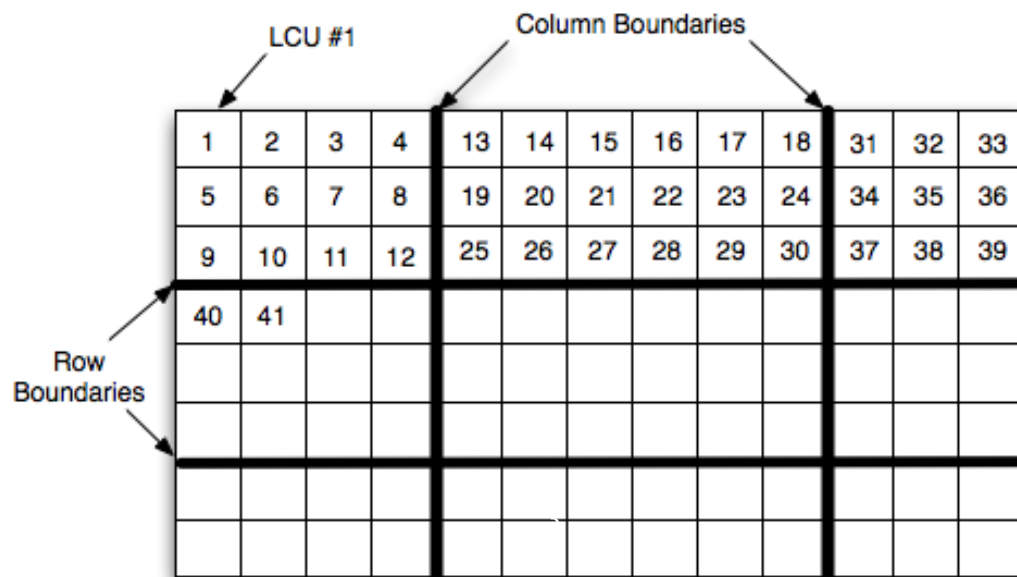 LCU #1
Column Boundaries
1 2 3 4 13 14 15 16 17 18 31 32 33
5 6 7 8 19 20 21 22 23 24 34 35 36
9 10 11 12 25 26 27 28 29 30 37 38 39
40 41
Row
Boundaries